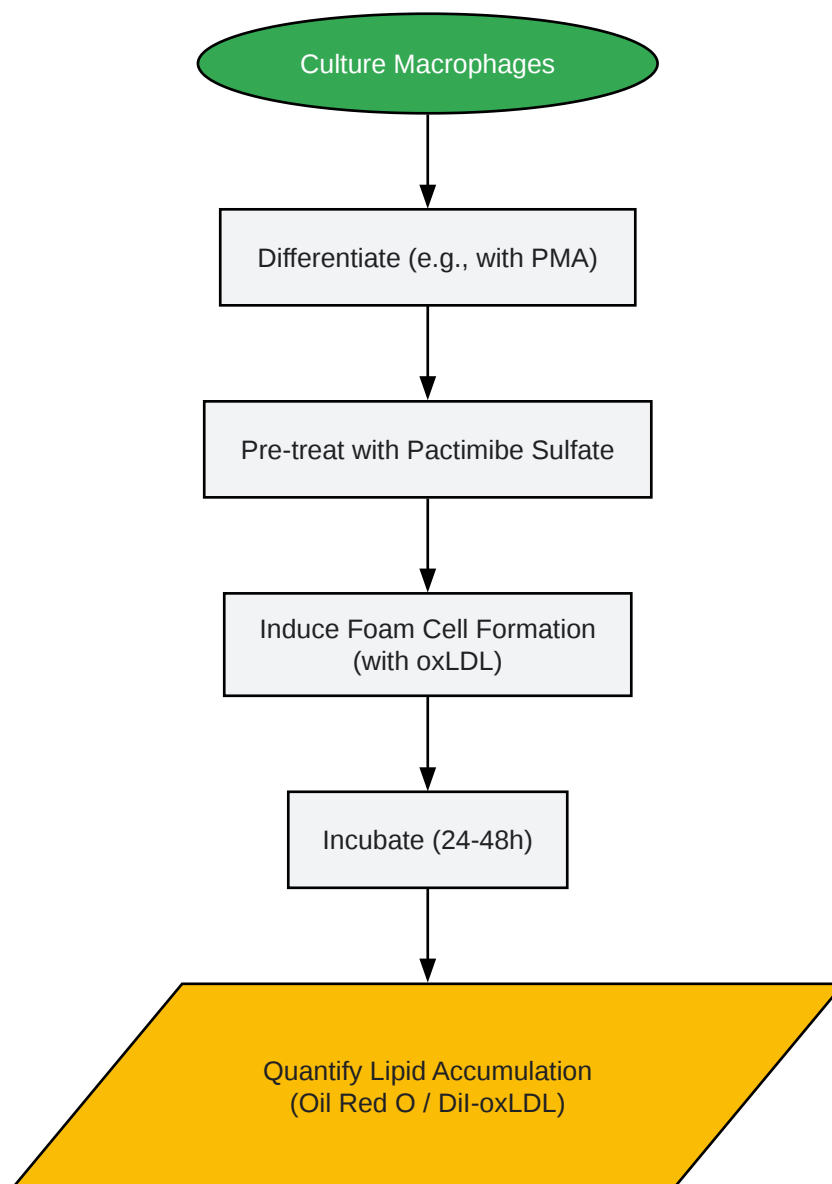 Culture Macrophages
Differentiate (e.g., with PMA)
Pre-treat with Pactimibe Sulfate
Induce Foam Cell Formation
(with oxLDL)
Incubate (24-48h)
Quantify Lipid Accumulation
(Oil Red O / DiI-oxLDL)